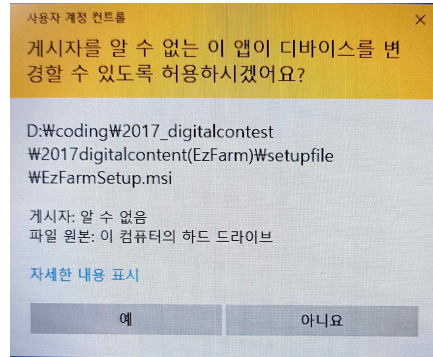 사용자 계정 컨트롤
게시자를 알 수 없는 이 앱이 디바이스를 변
경할 수 있도록 허용하시겠어요?
D:₩coding₩2017_digitalcontest
₩2017digitalcontent(EzFarm)₩setupfile
₩EzFarmSetup.msi
게시자: 알 수 없음
파일 원본: 이 컴퓨터의 하드 드라이브
자세한 내용 표시
예
아니요